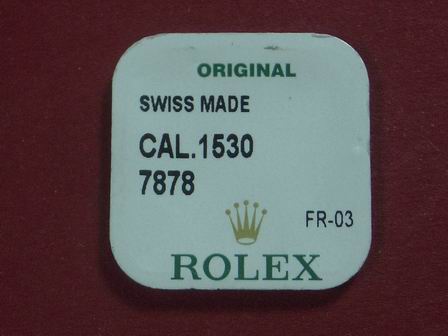 ORIGINAL
SWISS MADE
CAL.1530
7878
FR-03
ROLEX